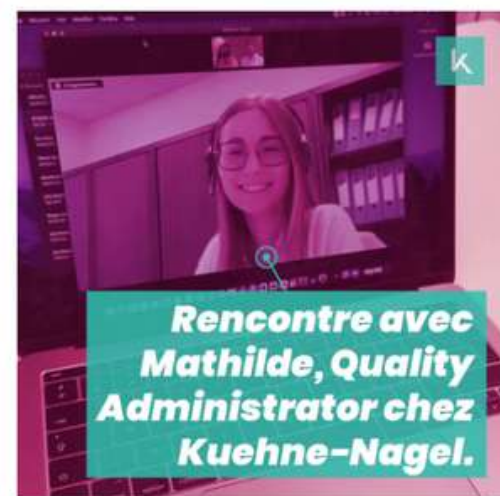 K
Rencontre avec
Mathilde, Quality
Administrator chez
Kuehne-Nagel.